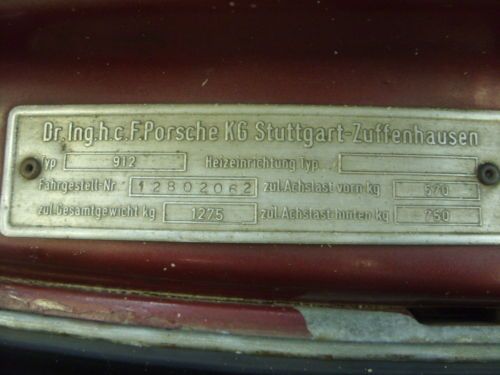 Dr. Ing.h.c.F.Porsche KG Stuttgart-Zuffenhausen
Typ 912 Heizeinrichtung Typ
Fahrgestell-Nr 12802062 zul.Achslast vorn kg 570
zul.Gesamtgewicht kg 1275 zul.Achslast hinten kg 750